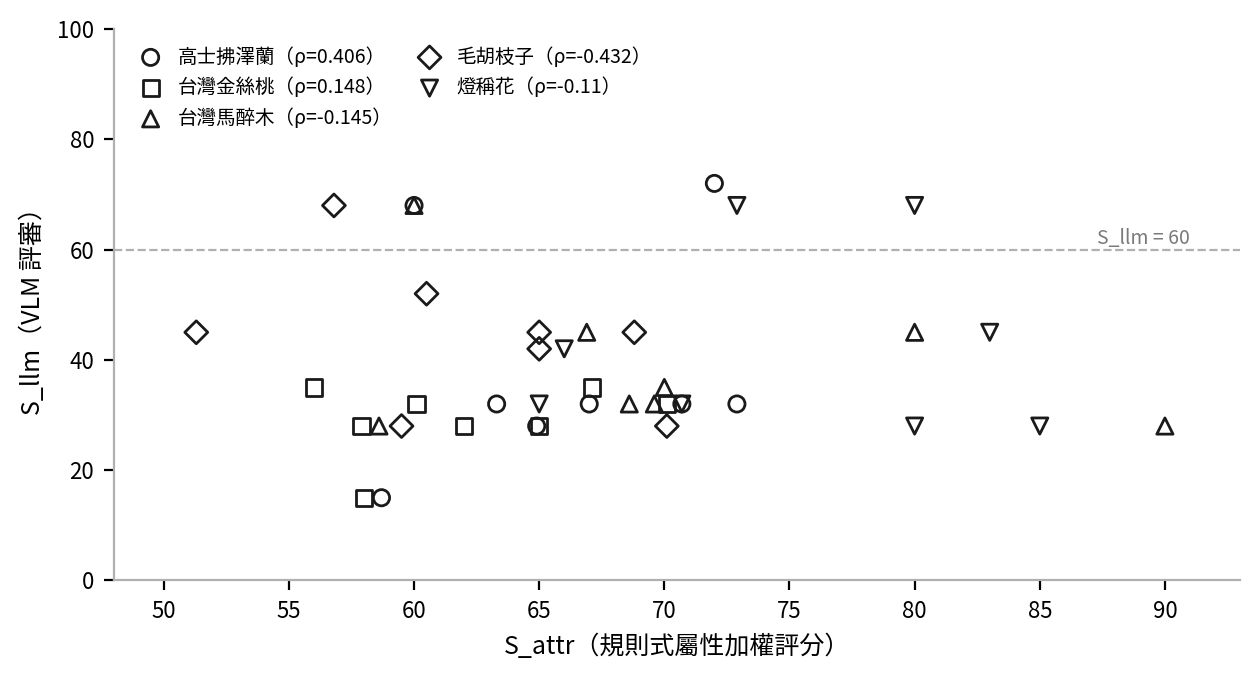 100
80
60
40
20
0
S_llm（VLM 評審）
高士拂澤蘭（ρ=0.406）
台灣金絲桃（ρ=0.148）
台灣馬醉木（ρ=-0.145）
毛胡枝子（ρ=-0.432）
燈稱花（ρ=-0.11）
S_llm = 60
50 55 60 65 70 75 80 85 90
S_attr（規則式屬性加權評分）